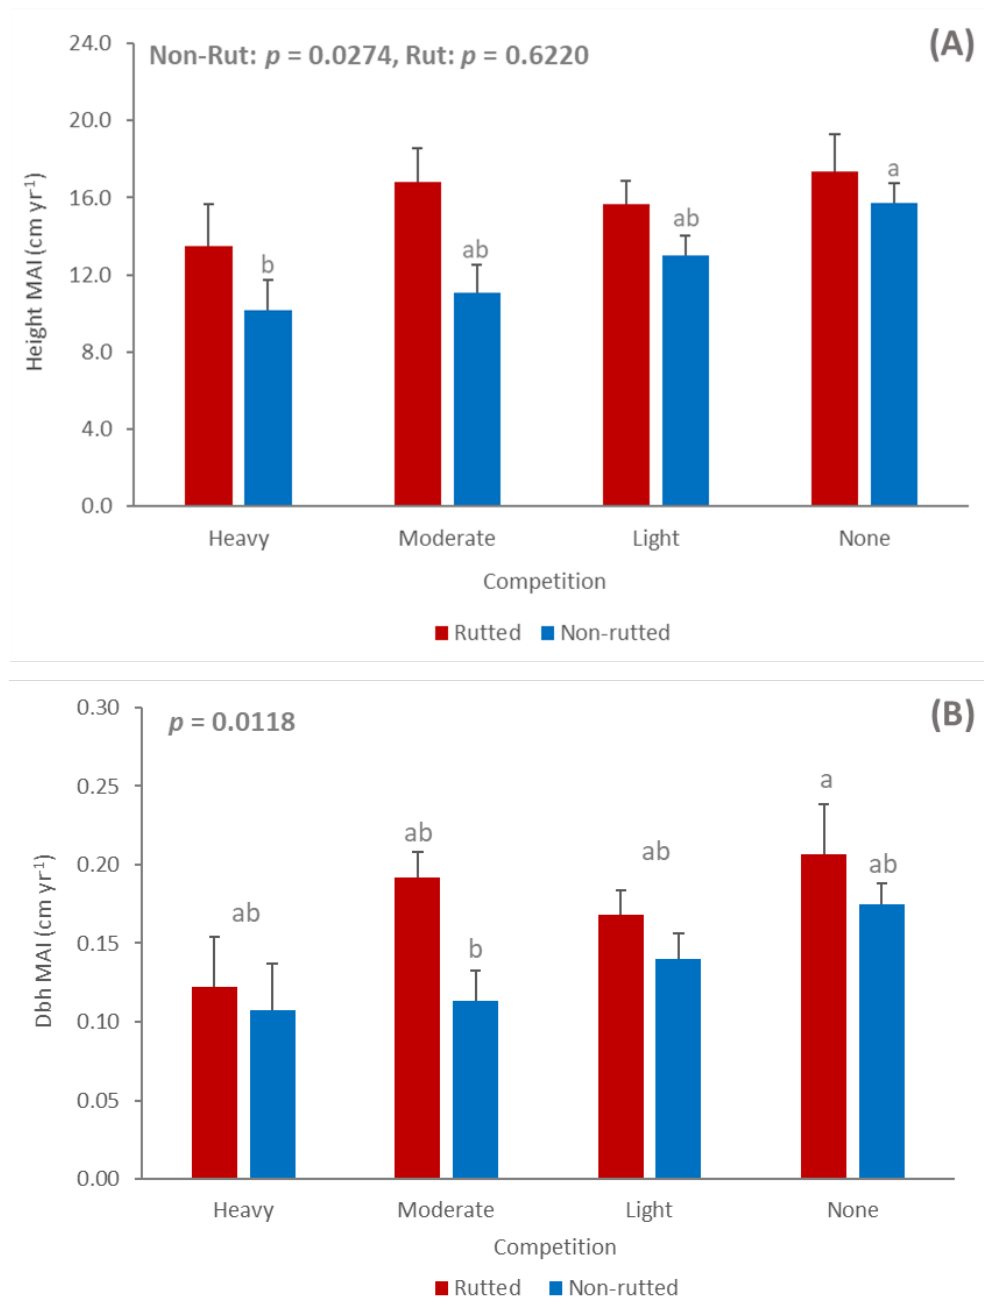 (A)
Non-Rut: p = 0.0274, Rut: p = 0.6220
24.0
20.0
16.0
12.0
8.0
4.0
0.0
Height MAI (cm yr-1)
b
ab
ab
a
Heavy Moderate Light None
Competition
Rutted Non-rutted
(B)
p = 0.0118
0.30
0.25
0.20
0.15
0.10
0.05
0.00
Dbh MAI (cm yr-1)
ab
ab
b
ab
a
ab
Heavy Moderate Light None
Competition
Rutted Non-rutted